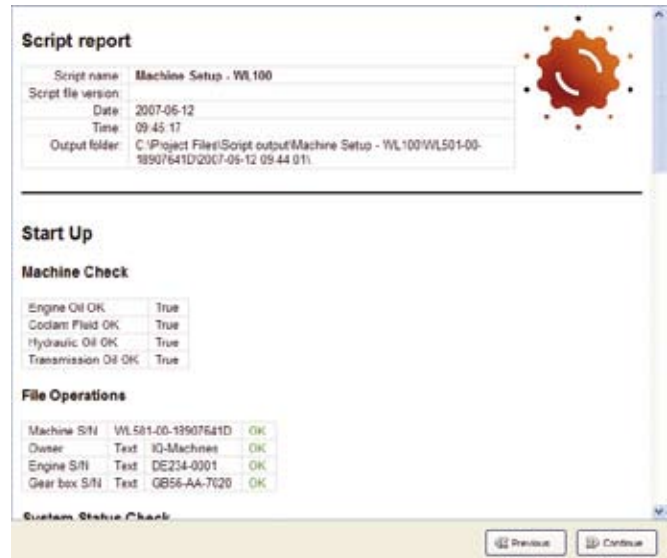 Script report
Script name: Machine Setup - WL100
Script file version:
Date: 2007-06-12
Time: 09:45:17
Output folder: C:\Project Files\Script output\Machine Setup - WL100\WL501-00-
18907641D\2007-06-12 09.44.01\
Start Up
Machine Check
Engine Oil OK True
Coolant Fluid OK True
Hydraulic Oil OK True
Transmission Oil OK True
File Operations
Machine S/N WL501-00-18907641D OK
Owner Text IQ-Machines OK
Engine S/N Text DE234-0001 OK
Gear box S/N Text GB56-AA-7020 OK
System Status Check
Previous
Continue